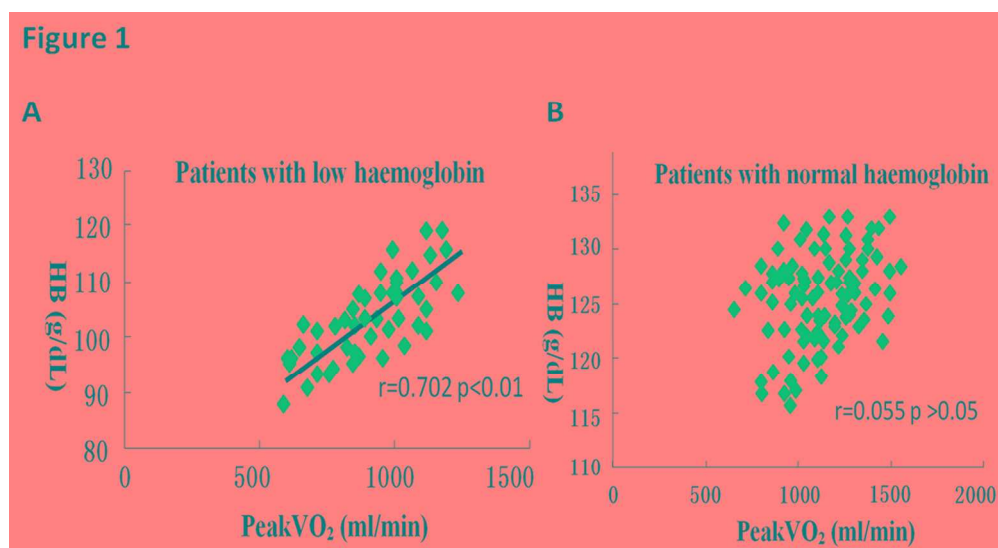 Figure 1
A
Patients with low haemoglobin
130
120
110
100
90
80
HB (g/dL)
r=0.702 p<0.01
0
500
1000
1500
PeakVO₂ (ml/min)
B
Patients with normal haemoglobin
135
130
125
120
115
110
HB (g/dL)
r=0.055 p >0.05
0
500
1000
1500
2000
PeakVO₂ (ml/min)